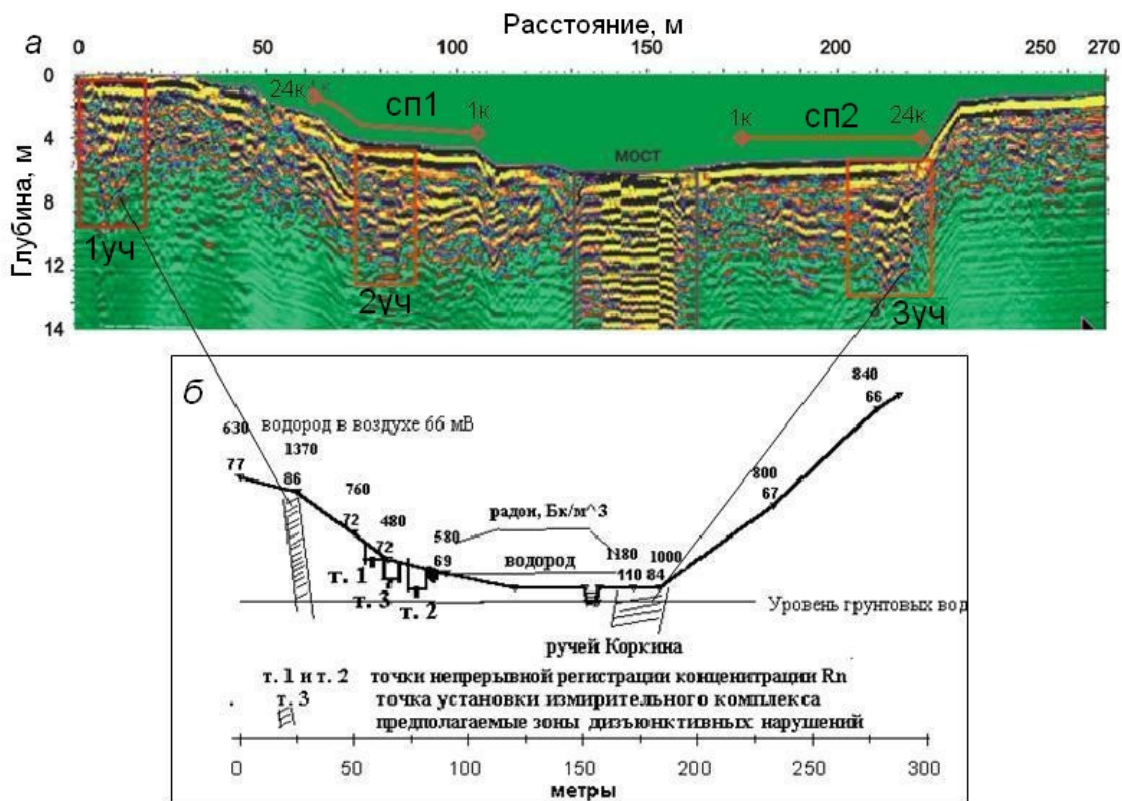 Расстояние, м
а
0 50 100 150 200 250 270
Глубина, м
0
4
6
8
12
14
24к
сп1
1к
1к
сп2
24к
мост
1уч
2уч
3уч
б
630 водород в воздухе 66 мВ
1370
77
86
760
72
480
72
580
69
радон, Бк/м^3
водород
1180 1000
110 84
800
67
840
66
т. 1
т. 3
т. 2
Уровень грунтовых вод
ручей Коркина
т. 1 и т. 2 точки непрерывной регистрации конценитрации Rn
т. 3 точка установки измирительного комплекса
предполагаемые зоны дизъюнктивных нарушений
0 50 100 150 200 250 300
метры